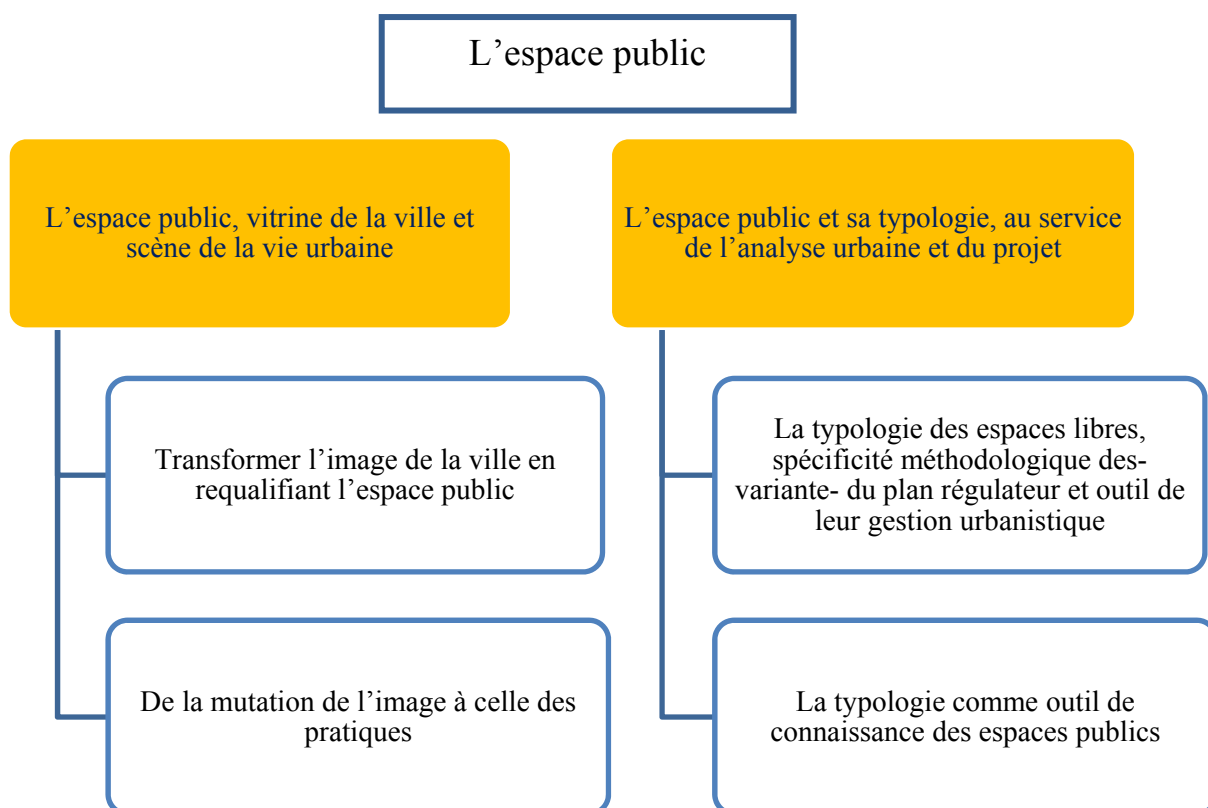 L’espace public
L’espace public, vitrine de la ville et
scène de la vie urbaine
Transformer l’image de la ville en
requalifiant l’espace public
De la mutation de l’image à celle des
pratiques
L’espace public et sa typologie, au service
de l’analyse urbaine et du projet
La typologie des espaces libres,
spécificité méthodologique des-
variante- du plan régulateur et outil de
leur gestion urbanistique
La typologie comme outil de
connaissance des espaces publics